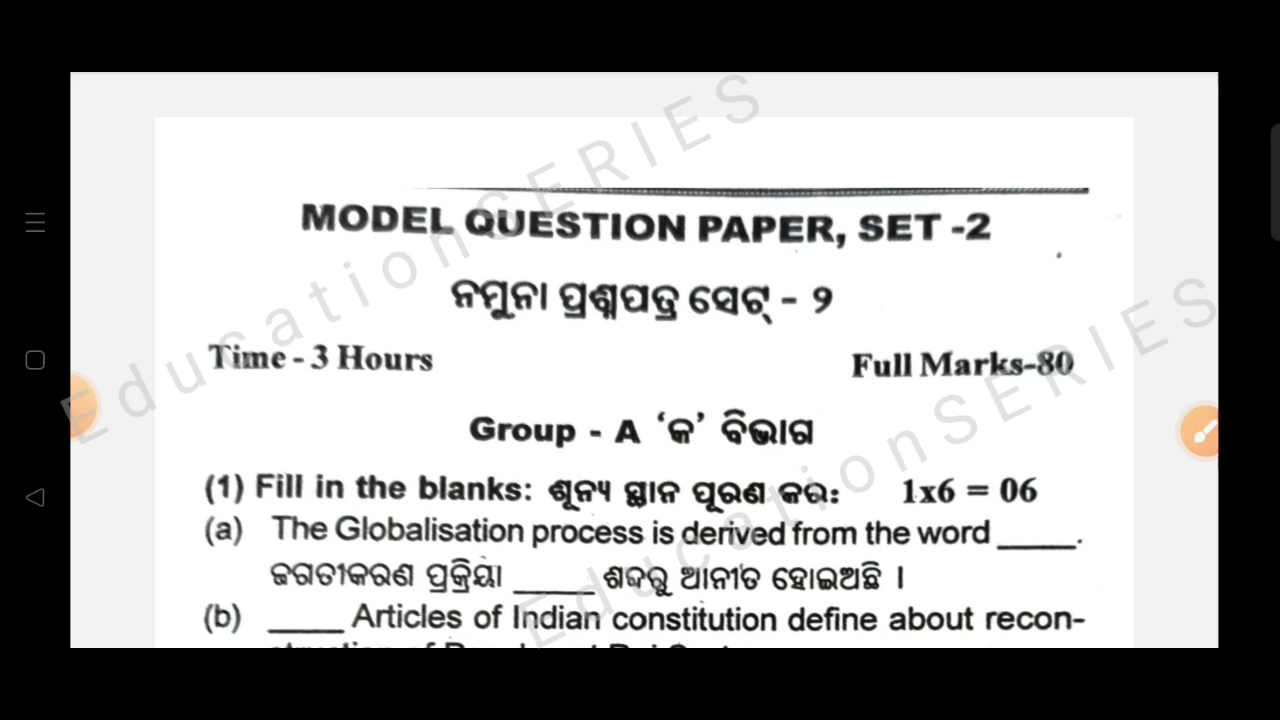 MODEL QUESTION PAPER, SET -2
ନମୁନା ପ୍ରଶ୍ନପତ୍ର ସେଟ୍ - ୨
Time - 3 Hours Full Marks-80
Group - A ‘କ’ ବିଭାଗ
(1) Fill in the blanks: ଶୂନ୍ୟ ସ୍ଥାନ ପୂରଣ କର: 1x6 = 06
(a) The Globalisation process is derived from the word _____.
ଜଗତୀକରଣ ପ୍ରକ୍ରିୟା _____ ଶବ୍ଦରୁ ଆନୀତ ହୋଇଅଛି ।
(b) _____ Articles of Indian constitution define about recon-
EducationSERIES
EducationSERIES